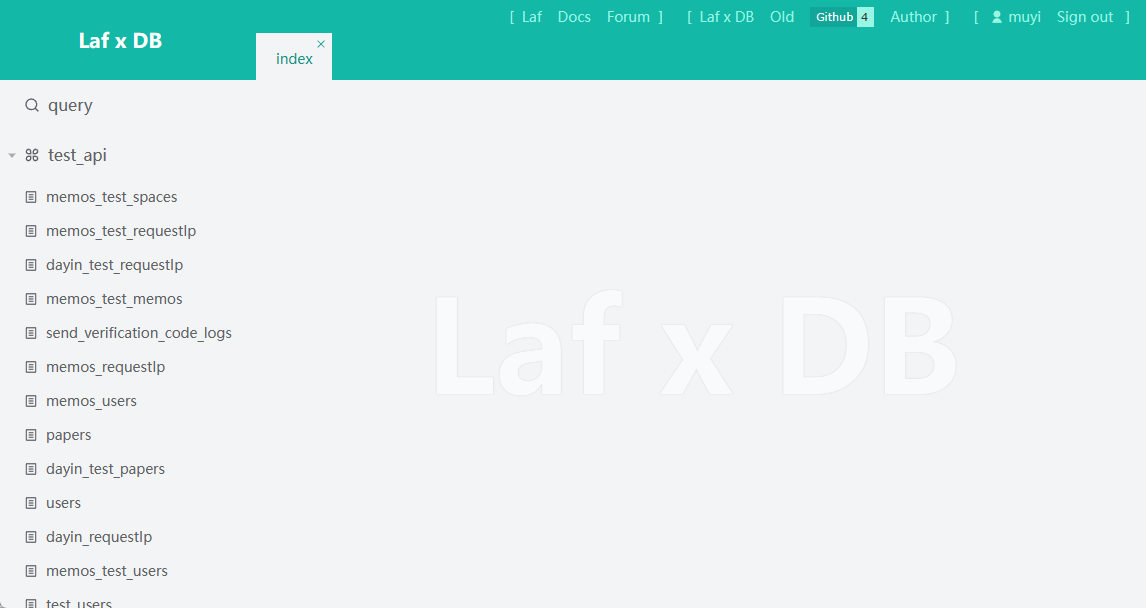 [ Laf Docs Forum ] [ Laf x DB Old Github 4 Author ] [ muyi Sign out ]
Laf x DB
index
query
test_api
memos_test_spaces
memos_test_requestIp
dayin_test_requestIp
memos_test_memos
send_verification_code_logs
memos_requestIp
memos_users
papers
dayin_test_papers
users
dayin_requestIp
memos_test_users
test_users
Laf x DB